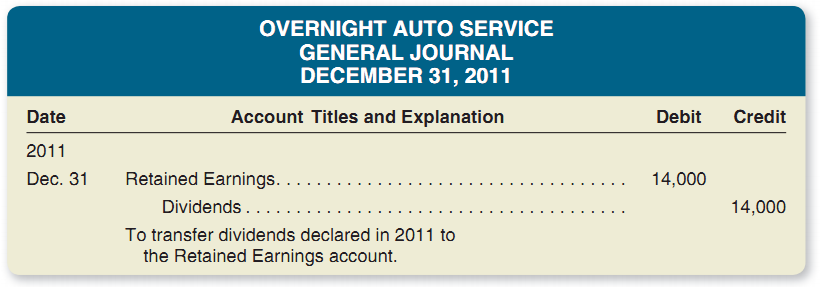 OVERNIGHT AUTO SERVICE
GENERAL JOURNAL
DECEMBER 31, 2011
Date Account Titles and Explanation Debit Credit
2011
Dec. 31 Retained Earnings. . . . . . . . . . . . . . . . . . . . . . . . . . . . . . . . . . . 14,000
Dividends . . . . . . . . . . . . . . . . . . . . . . . . . . . . . . . . . . . . . . 14,000
To transfer dividends declared in 2011 to
the Retained Earnings account.